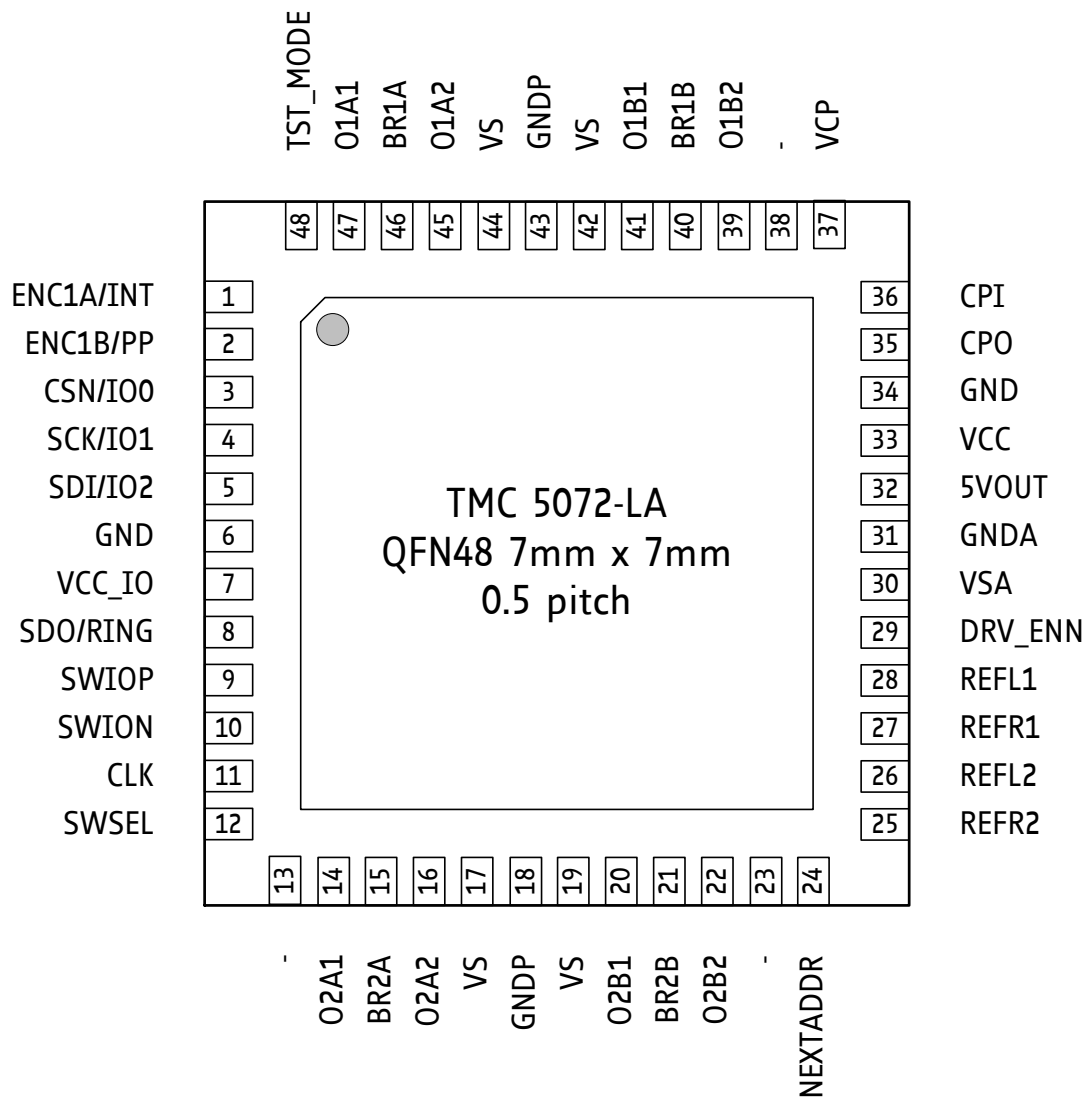 TST_MODE
O1A1
BR1A
O1A2
VS
GNDP
VS
O1B1
BR1B
O1B2
-
VCP
48
47
46
45
44
43
42
41
40
39
38
37
ENC1A/INT 1
ENC1B/PP 2
CSN/IO0 3
SCK/IO1 4
SDI/IO2 5
GND 6
VCC_IO 7
SDO/RING 8
SWIOP 9
SWION 10
CLK 11
SWSEL 12
TMC 5072-LA
QFN48 7mm x 7mm
0.5 pitch
36 CPI
35 CPO
34 GND
33 VCC
32 5VOUT
31 GNDA
30 VSA
29 DRV_ENN
28 REFL1
27 REFR1
26 REFL2
25 REFR2
13
14
15
16
17
18
19
20
21
22
23
24
-
O2A1
BR2A
O2A2
VS
GNDP
VS
O2B1
BR2B
O2B2
-
NEXTADDR